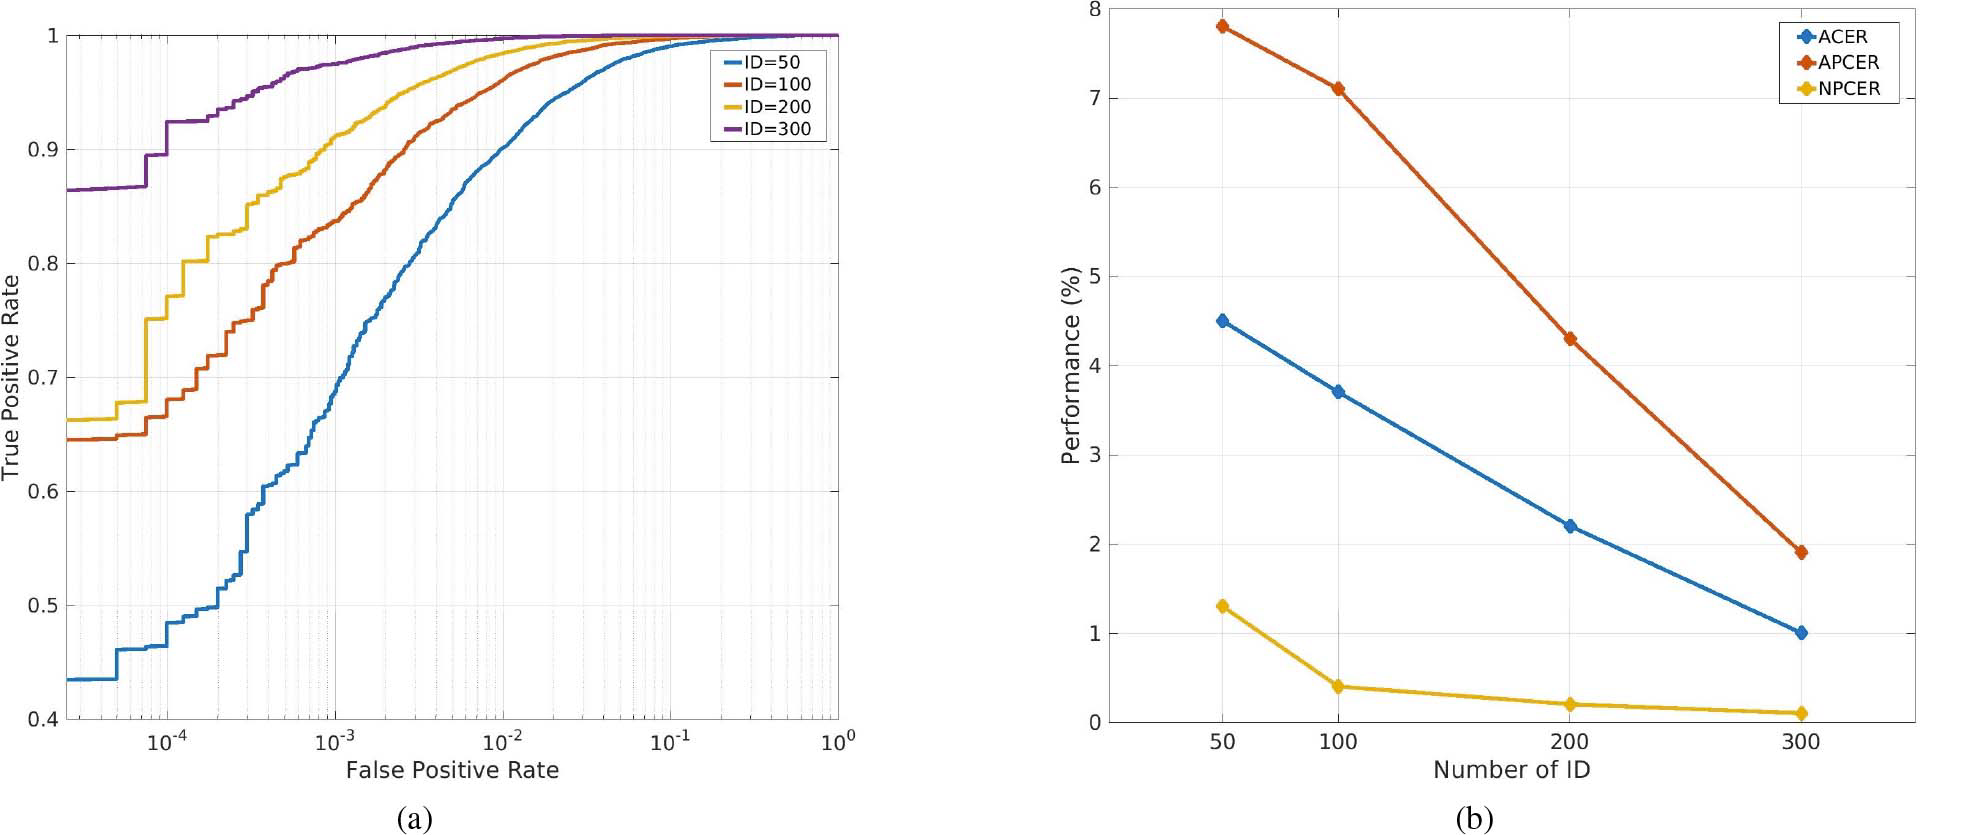 1
0.9
0.8
0.7
0.6
0.5
0.4
True Positive Rate
10-4
10-3
10-2
10-1
100
False Positive Rate
ID=50
ID=100
ID=200
ID=300
(a)
8
7
6
5
4
3
2
1
0
Performance (%)
50
100
200
300
Number of ID
ACER
APCER
NPCER
(b)